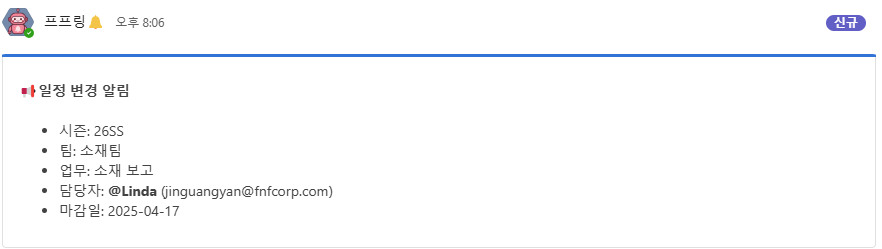 프프링🔔 오후 8:06 신규
📢일정 변경 알림
• 시즌: 26SS
• 팀: 소재팀
• 업무: 소재 보고
• 담당자: @Linda (jinguangyan@fnfcorp.com)
• 마감일: 2025-04-17